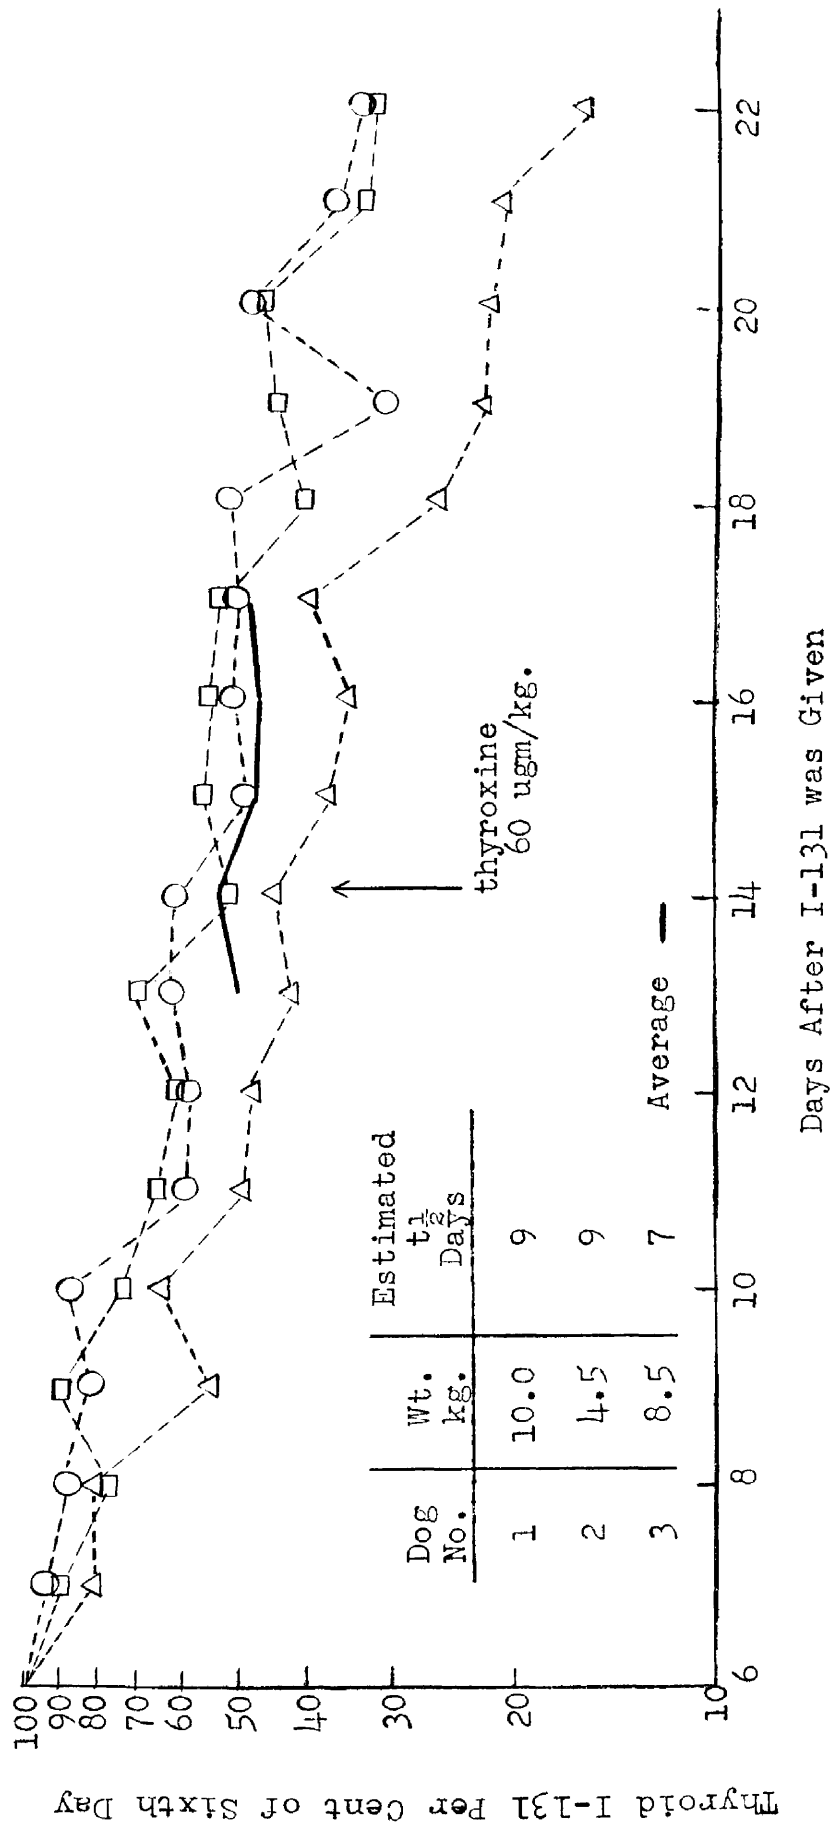 Thyroid I-131 Per Cent of Sixth Day
100
90
80
70
60
50
40
30
20
10
thyroxine
60 ugm/kg.
Estimated
Dog Wt. t½
No. kg. Days
1 10.0 9
2 4.5 9
3 8.5 7
Average
6 8 10 12 14 16 18 20 22
Days After I-131 was Given